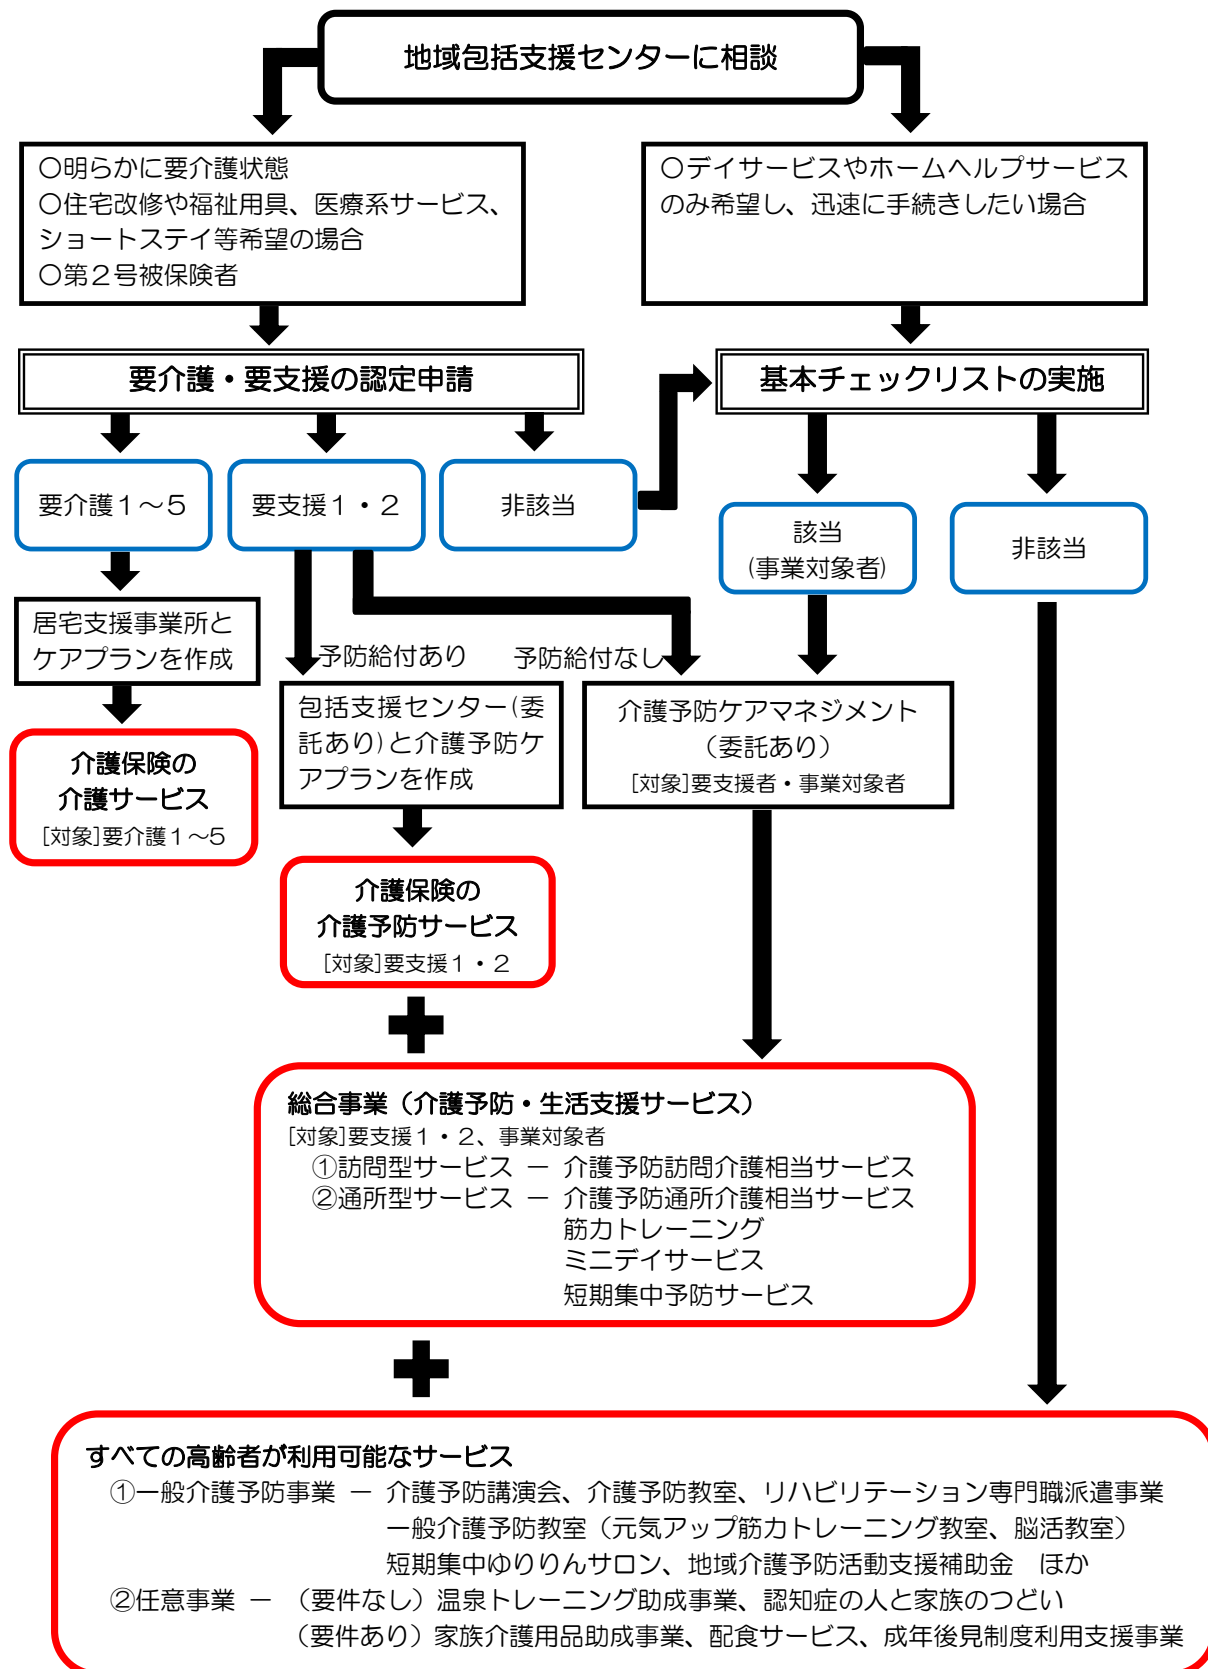 地域包括支援センターに相談
○明らかに要介護状態
○住宅改修や福祉用具、医療系サービス、
ショートステイ等希望の場合
○第２号被保険者
○デイサービスやホームヘルプサービス
のみ希望し、迅速に手続きしたい場合
要介護・要支援の認定申請
基本チェックリストの実施
要介護１～５
要支援１・２
非該当
該当
(事業対象者)
非該当
居宅支援事業所と
ケアプランを作成
予防給付あり
予防給付なし
包括支援センター(委
託あり)と介護予防ケ
アプランを作成
介護予防ケアマネジメント
（委託あり）
[対象]要支援者・事業対象者
介護保険の
介護サービス
[対象]要介護１～５
介護保険の
介護予防サービス
[対象]要支援１・２
総合事業（介護予防・生活支援サービス）
[対象]要支援１・２、事業対象者
①訪問型サービス － 介護予防訪問介護相当サービス
②通所型サービス － 介護予防通所介護相当サービス
筋力トレーニング
ミニデイサービス
短期集中予防サービス
すべての高齢者が利用可能なサービス
①一般介護予防事業 － 介護予防講演会、介護予防教室、リハビリテーション専門職派遣事業
一般介護予防教室（元気アップ筋力トレーニング教室、脳活教室）
短期集中ゆりりんサロン、地域介護予防活動支援補助金　ほか
②任意事業 － （要件なし）温泉トレーニング助成事業、認知症の人と家族のつどい
（要件あり）家族介護用品助成事業、配食サービス、成年後見制度利用支援事業